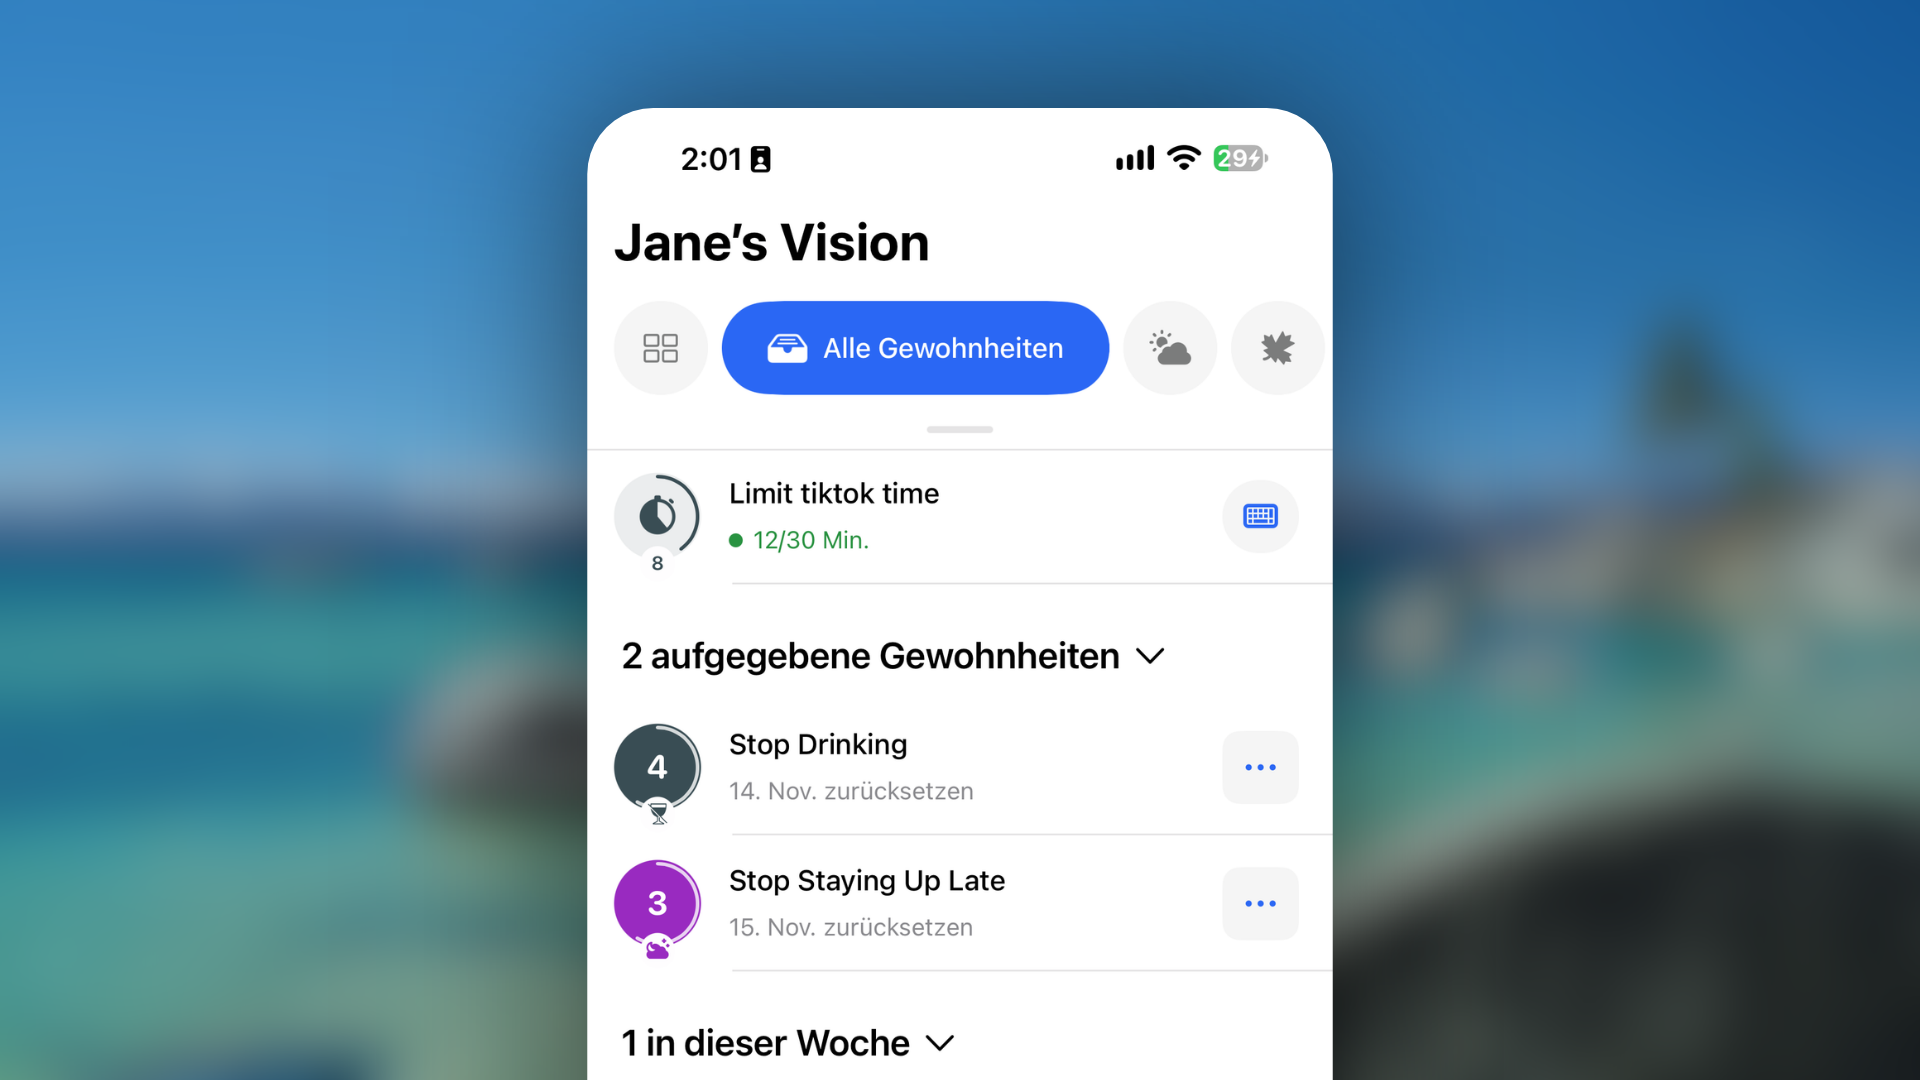 2:01
29
Jane's Vision
Alle Gewohnheiten
Limit tiktok time
12/30 Min.
8
2 aufgegebene Gewohnheiten
4
Stop Drinking
14. Nov. zurücksetzen
3
Stop Staying Up Late
15. Nov. zurücksetzen
1 in dieser Woche